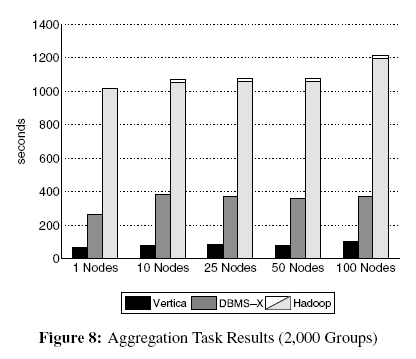 1400
1200
1000
800
600
400
200
0
seconds
1 Nodes 10 Nodes 25 Nodes 50 Nodes 100 Nodes
Vertica DBMS–X Hadoop
Figure 8: Aggregation Task Results (2,000 Groups)